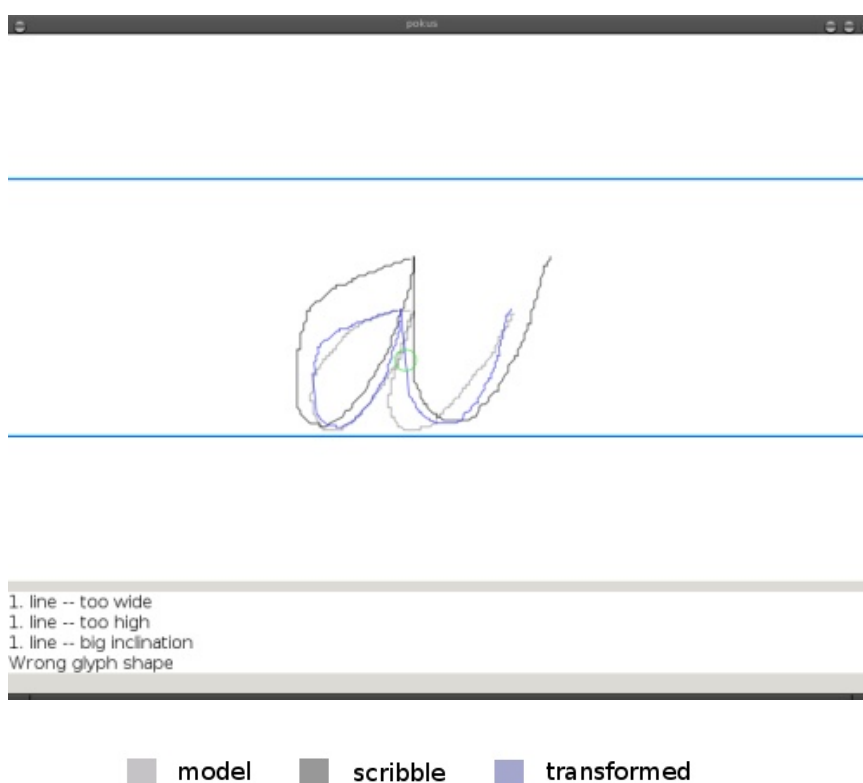 pokus
a
1. line -- too wide
1. line -- too high
1. line -- big inclination
Wrong glyph shape
model scribble transformed